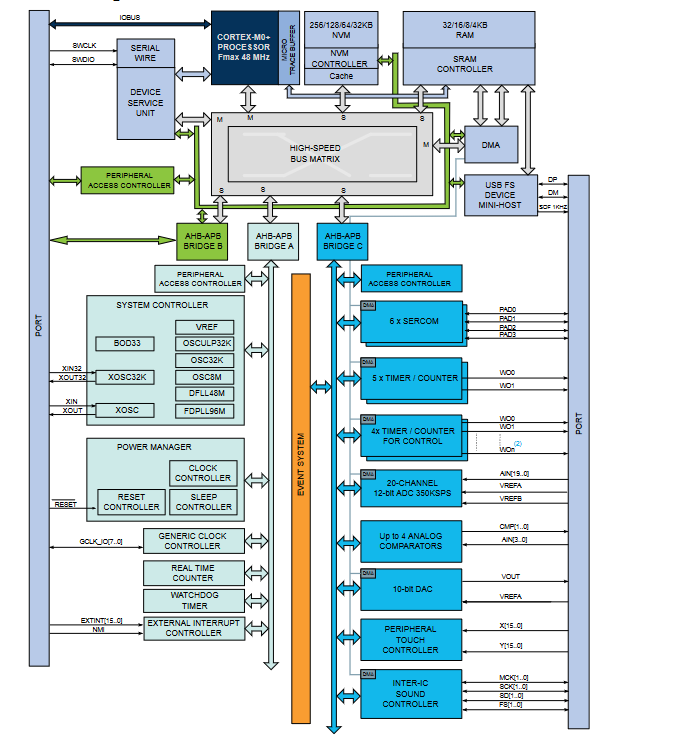 IOBUS
SWCLK
SWDIO
SERIAL
WIRE
DEVICE
SERVICE
UNIT
CORTEX-M0+
PROCESSOR
Fmax 48 MHz
MICRO
TRACE BUFFER
256/128/64/32KB
NVM
NVM
CONTROLLER
Cache
32/16/8/4KB
RAM
SRAM
CONTROLLER
M
M
S
S
HIGH-SPEED
BUS MATRIX
M
S
S
S
DMA
USB FS
DEVICE
MINI-HOST
DP
DM
SOF 1KHZ
PERIPHERAL
ACCESS CONTROLLER
AHB-APB
BRIDGE B
AHB-APB
BRIDGE A
AHB-APB
BRIDGE C
PORT
PERIPHERAL
ACCESS CONTROLLER
SYSTEM CONTROLLER
VREF
BOD33
OSCULP32K
OSC32K
XIN32
XOUT32
XOSC32K
OSC8M
DFLL48M
XIN
XOUT
XOSC
FDPLL96M
POWER MANAGER
CLOCK
CONTROLLER
RESET
RESET
CONTROLLER
SLEEP
CONTROLLER
GCLK_IO[7..0]
GENERIC CLOCK
CONTROLLER
REAL TIME
COUNTER
WATCHDOG
TIMER
EXTINT[15..0]
NMI
EXTERNAL INTERRUPT
CONTROLLER
EVENT SYSTEM
PERIPHERAL
ACCESS CONTROLLER
DMA
6 x SERCOM
PAD0
PAD1
PAD2
PAD3
DMA
5 x TIMER / COUNTER
WO0
WO1
DMA
4x TIMER / COUNTER
FOR CONTROL
WO0
WO1
(2)
WOn
DMA
20-CHANNEL
12-bit ADC 350KSPS
AIN[19..0]
VREFA
VREFB
Up to 4 ANALOG
COMPARATORS
CMP[1..0]
AIN[3..0]
DMA
10-bit DAC
VOUT
VREFA
PERIPHERAL
TOUCH
CONTROLLER
X[15..0]
Y[15..0]
DMA
INTER-IC
SOUND
CONTROLLER
MCK[1..0]
SCK[1..0]
SD[1..0]
FS[1..0]
PORT